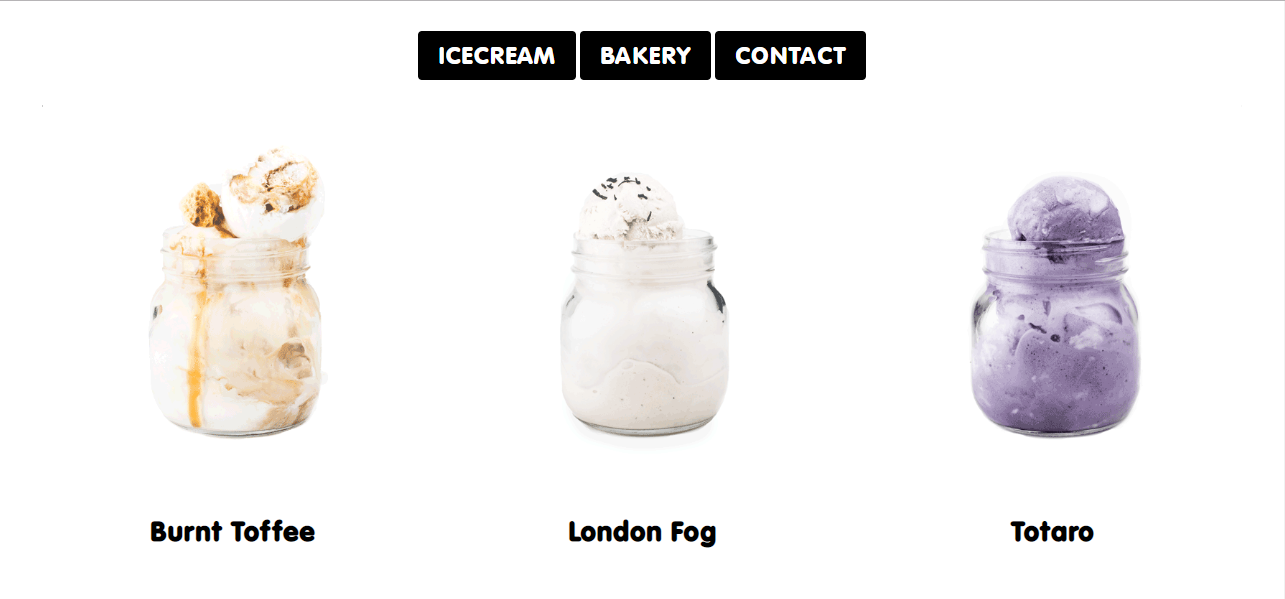 ICECREAM BAKERY CONTACT
Burnt Toffee London Fog Totaro